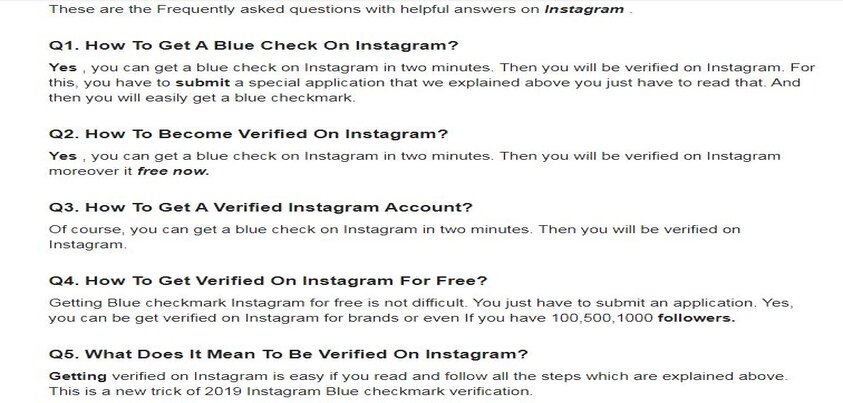 These are the Frequently asked questions with helpful answers on Instagram .
Q1. How To Get A Blue Check On Instagram?
Yes , you can get a blue check on Instagram in two minutes. Then you will be verified on Instagram. For
this, you have to submit a special application that we explained above you just have to read that. And
then you will easily get a blue checkmark.
Q2. How To Become Verified On Instagram?
Yes , you can get a blue check on Instagram in two minutes. Then you will be verified on Instagram
moreover it free now.
Q3. How To Get A Verified Instagram Account?
Of course, you can get a blue check on Instagram in two minutes. Then you will be verified on
Instagram.
Q4. How To Get Verified On Instagram For Free?
Getting Blue checkmark Instagram for free is not difficult. You just have to submit an application. Yes,
you can be get verified on Instagram for brands or even If you have 100,500,1000 followers.
Q5. What Does It Mean To Be Verified On Instagram?
Getting verified on Instagram is easy if you read and follow all the steps which are explained above.
This is a new trick of 2019 Instagram Blue checkmark verification.